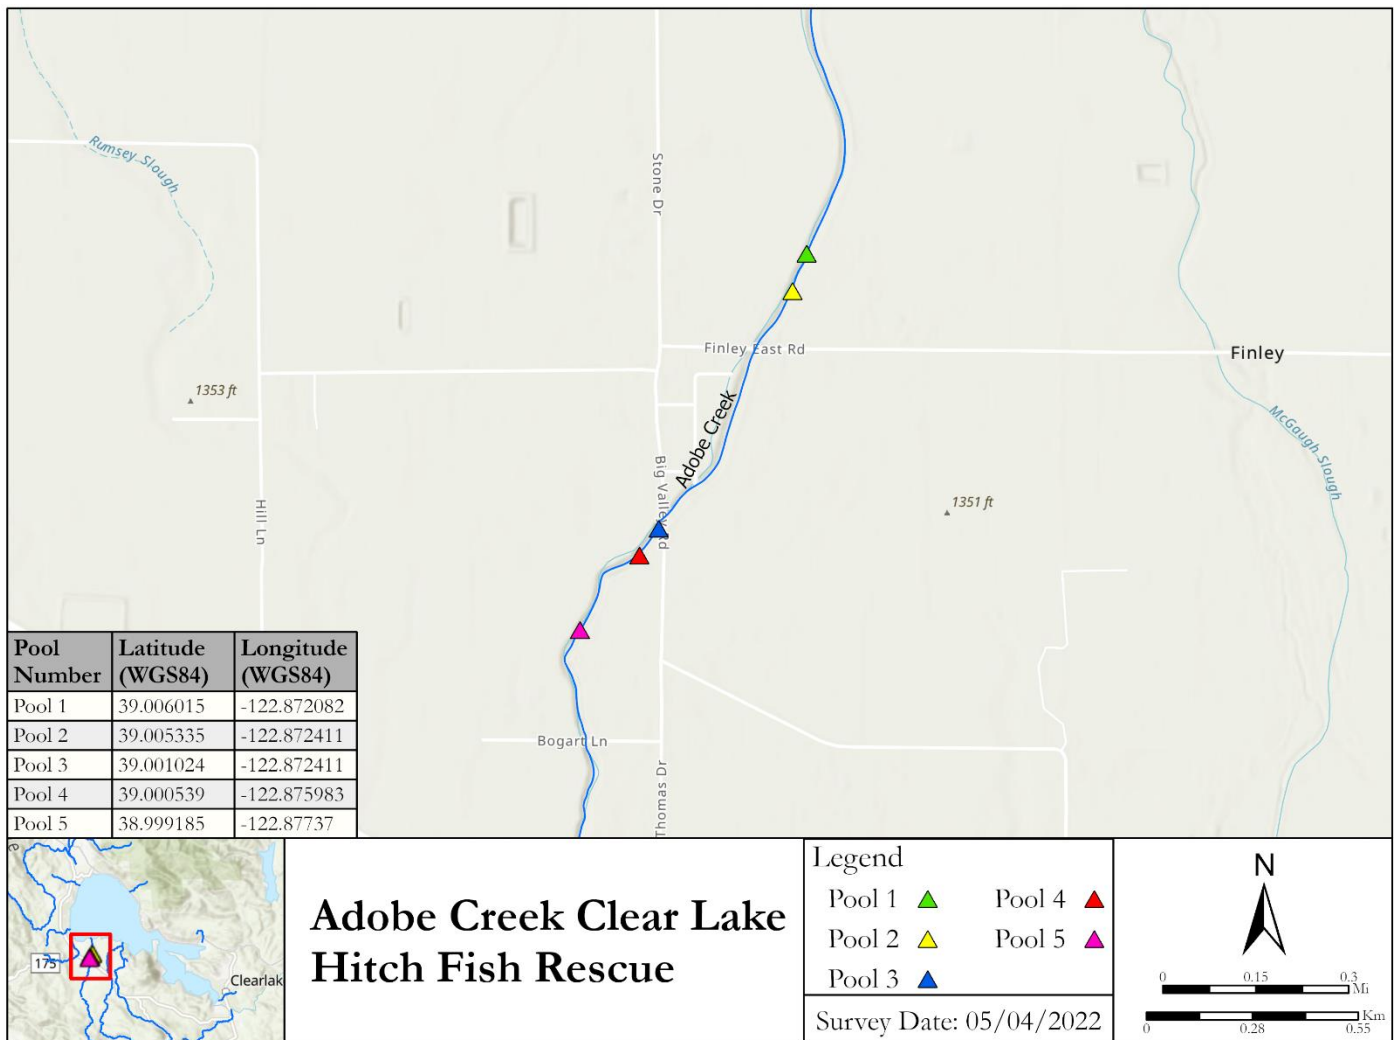 Rumsey Slough
Stone Dr
Finley East Rd
Finley
1353 ft
Adobe Creek
McGaugh Slough
Big Valley Rd
Hill Ln
1351 ft
Bogart Ln
Thomas Dr
Pool Number Latitude (WGS84) Longitude (WGS84)
Pool 1 39.006015 -122.872082
Pool 2 39.005335 -122.872411
Pool 3 39.001024 -122.872411
Pool 4 39.000539 -122.875983
Pool 5 38.999185 -122.87737
175
Clearlak
Adobe Creek Clear Lake
Hitch Fish Rescue
Legend
Pool 1 Pool 4
Pool 2 Pool 5
Pool 3
Survey Date: 05/04/2022
N
0 0.15 0.3
Mi
Km
0 0.28 0.55